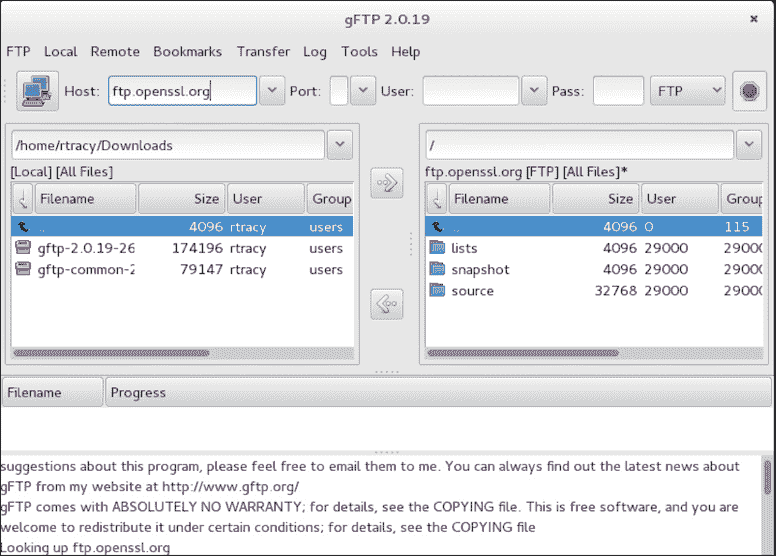 gFTP 2.0.19
FTP Local Remote Bookmarks Transfer Log Tools Help
Host: ftp.openssl.org Port: User: Pass: FTP
/home/rtracy/Downloads
[Local] [All Files]
Filename Size User Group
.. 4096 rtracy users
gftp-2.0.19-26 174196 rtracy users
gftp-common-2 79147 rtracy users
/
ftp.openssl.org [FTP] [All Files]*
Filename Size User Group
.. 4096 0 115
lists 4096 29000 2900
snapshot 4096 29000 2900
source 32768 29000 2900
Filename Progress
suggestions about this program, please feel free to email them to me. You can always find out the latest news about
gFTP from my website at http://www.gftp.org/
gFTP comes with ABSOLUTELY NO WARRANTY; for details, see the COPYING file. This is free software, and you are
welcome to redistribute it under certain conditions; for details, see the COPYING file
Looking up ftp.openssl.org